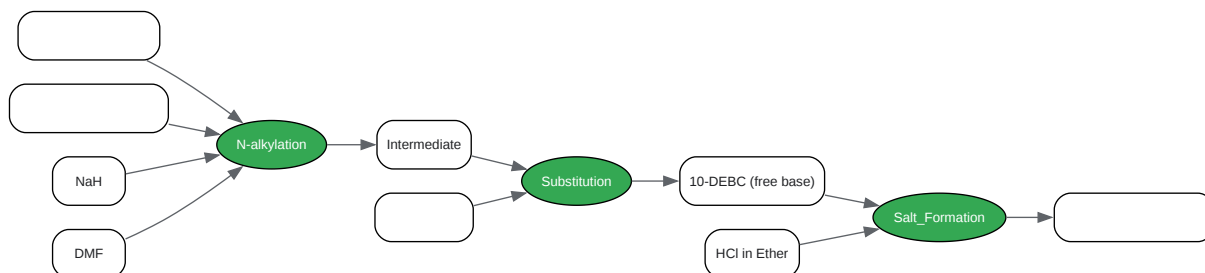 N-alkylation
Intermediate
NaH
Substitution
10-DEBC (free base)
Salt_Formation
DMF
HCl in Ether